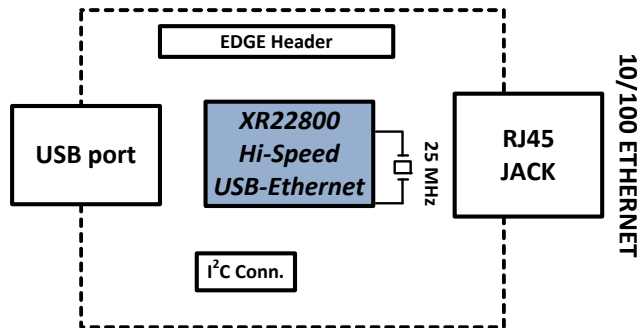 EDGE Header
USB port
XR22800
Hi-Speed
USB-Ethernet
25 MHz
RJ45
JACK
10/100 ETHERNET
I²C Conn.